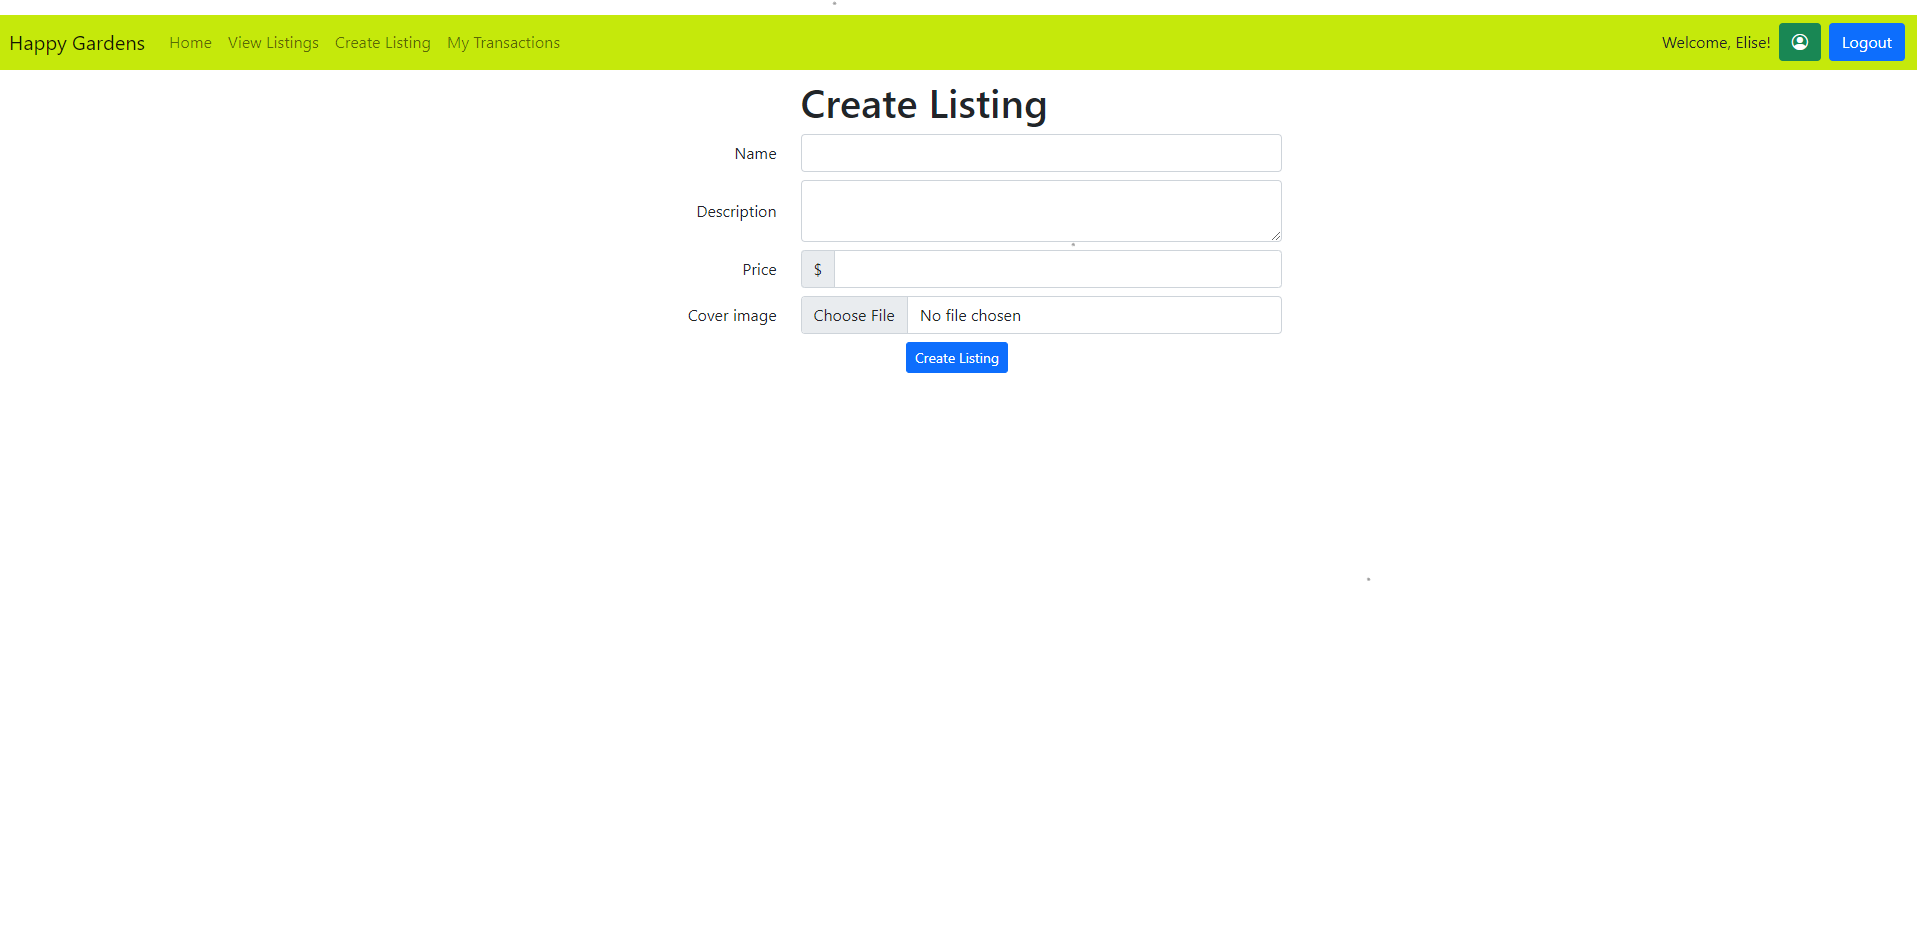 Happy Gardens Home View Listings Create Listing My Transactions Welcome, Elise! Logout
Create Listing
Name
Description
Price $
Cover image Choose File No file chosen
Create Listing